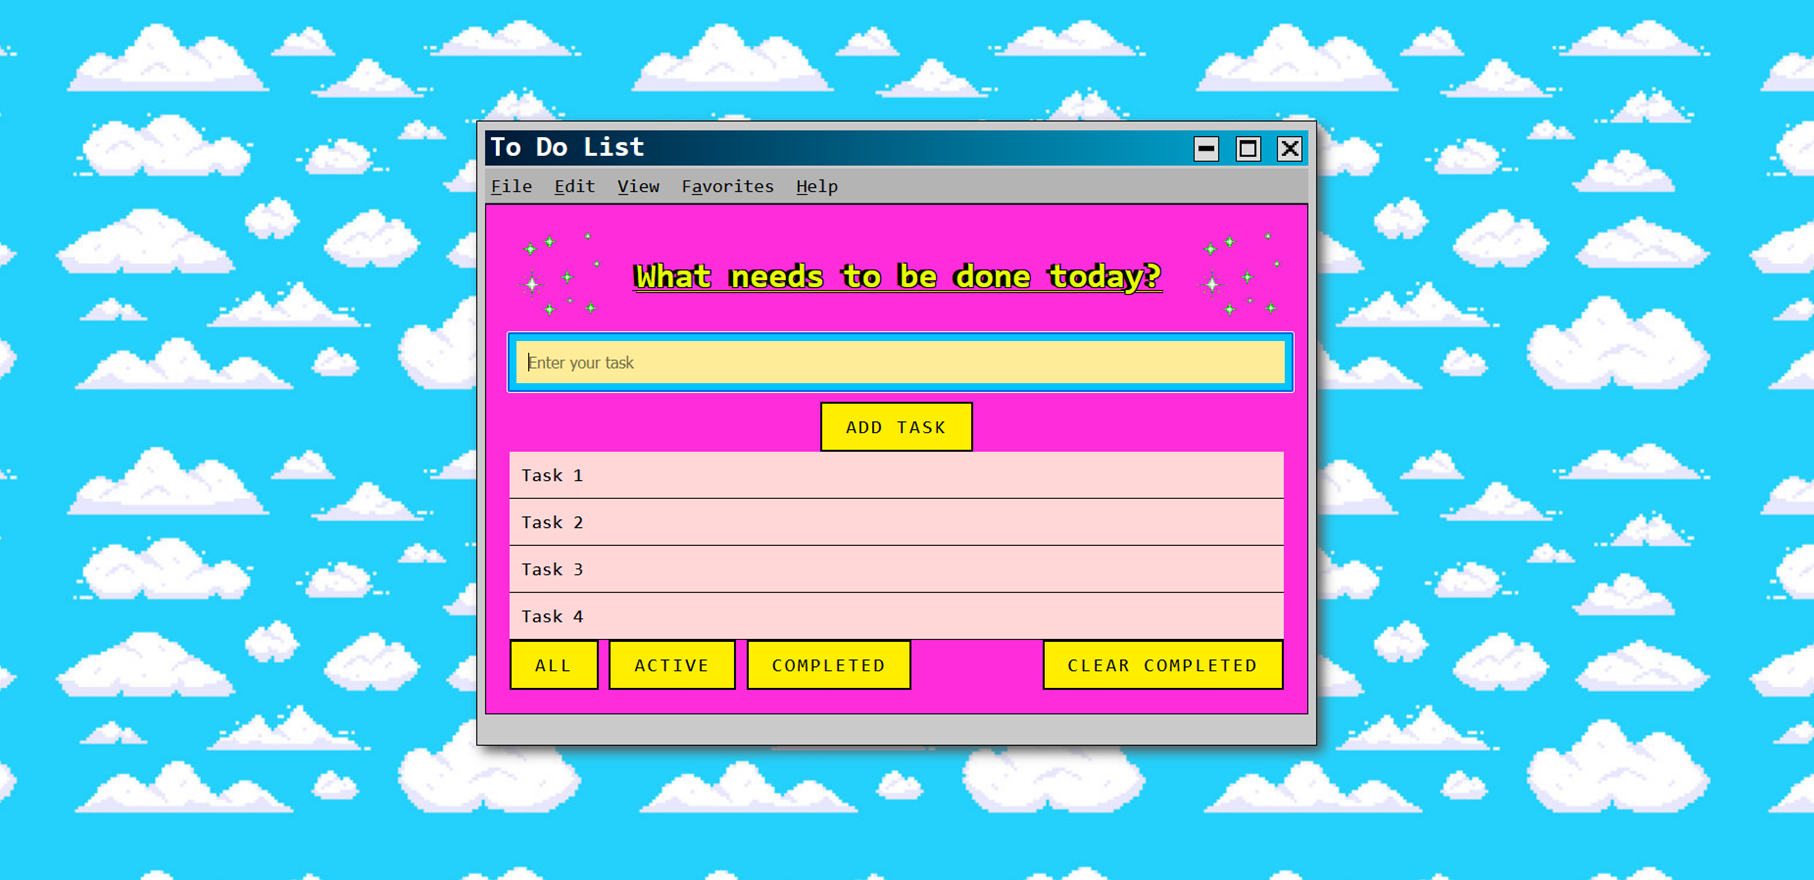 To Do List
File Edit View Favorites Help
What needs to be done today?
Enter your task
ADD TASK
Task 1
Task 2
Task 3
Task 4
ALL ACTIVE COMPLETED CLEAR COMPLETED